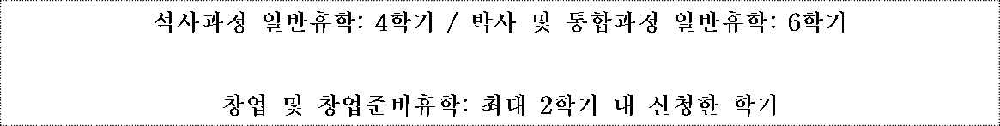 석사과정 일반휴학: 4학기 / 박사 및 통합과정 일반휴학: 6학기
창업 및 창업준비휴학: 최대 2학기 내 신청한 학기